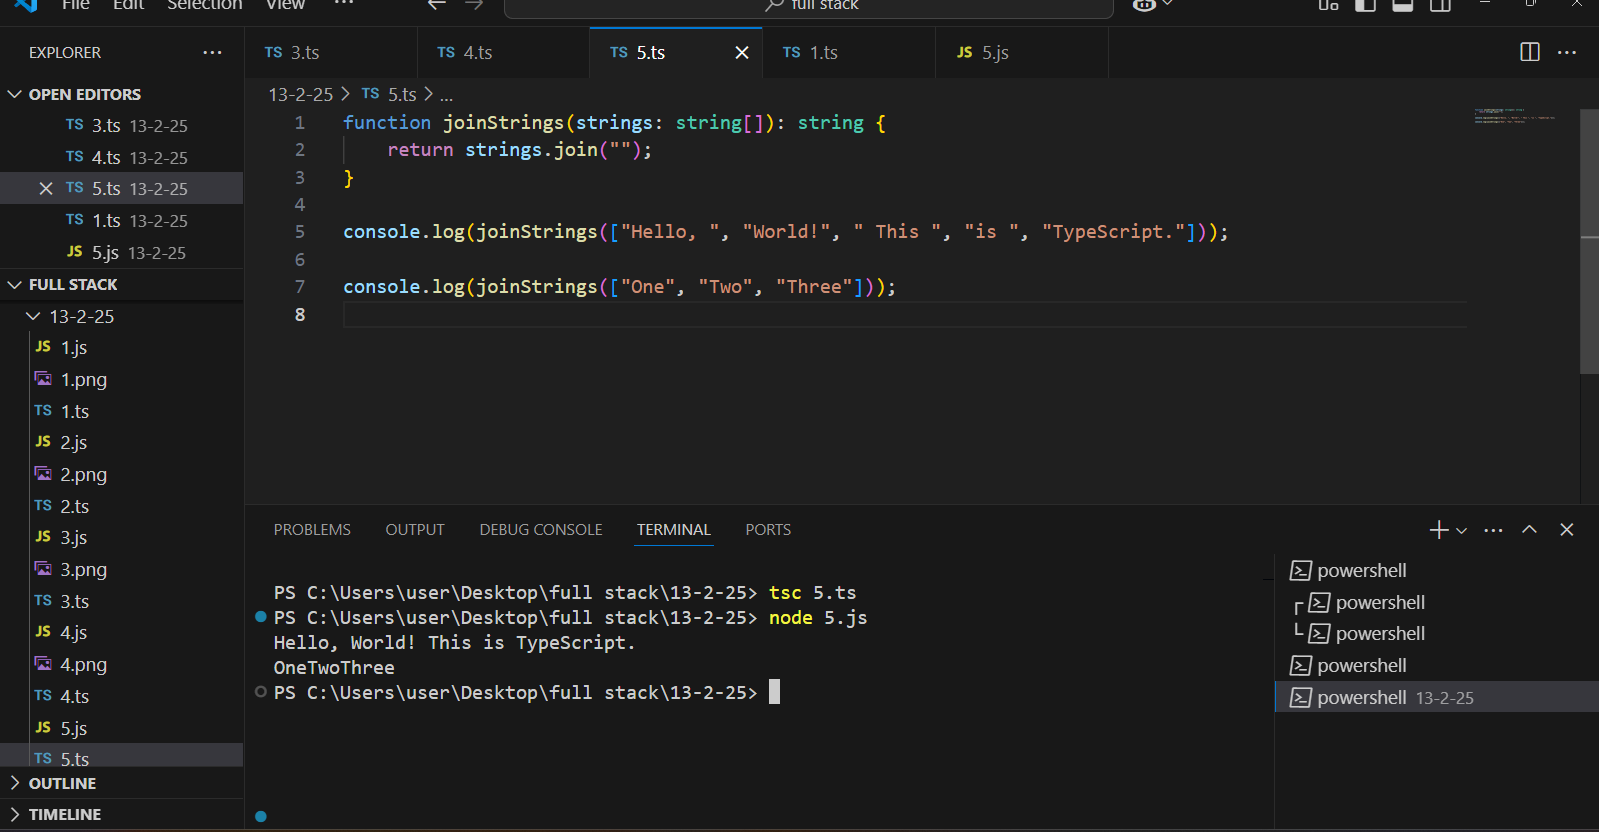 File Edit Selection View ··· full stack
EXPLORER ···
OPEN EDITORS
TS 3.ts 13-2-25
TS 4.ts 13-2-25
TS 5.ts 13-2-25
TS 1.ts 13-2-25
JS 5.js 13-2-25
FULL STACK
13-2-25
JS 1.js
1.png
TS 1.ts
JS 2.js
2.png
TS 2.ts
JS 3.js
3.png
TS 3.ts
JS 4.js
4.png
TS 4.ts
JS 5.js
TS 5.ts
OUTLINE
TIMELINE
TS 3.ts TS 4.ts TS 5.ts TS 1.ts JS 5.js ···
13-2-25 > TS 5.ts > ...
1 function joinStrings(strings: string[]): string {
2 return strings.join("");
3 }
4
5 console.log(joinStrings(["Hello, ", "World!", " This ", "is ", "TypeScript."]));
6
7 console.log(joinStrings(["One", "Two", "Three"]));
8
PROBLEMS OUTPUT DEBUG CONSOLE TERMINAL PORTS
PS C:\Users\user\Desktop\full stack\13-2-25> tsc 5.ts
PS C:\Users\user\Desktop\full stack\13-2-25> node 5.js
Hello, World! This is TypeScript.
OneTwoThree
PS C:\Users\user\Desktop\full stack\13-2-25>
powershell
powershell
powershell
powershell
powershell 13-2-25